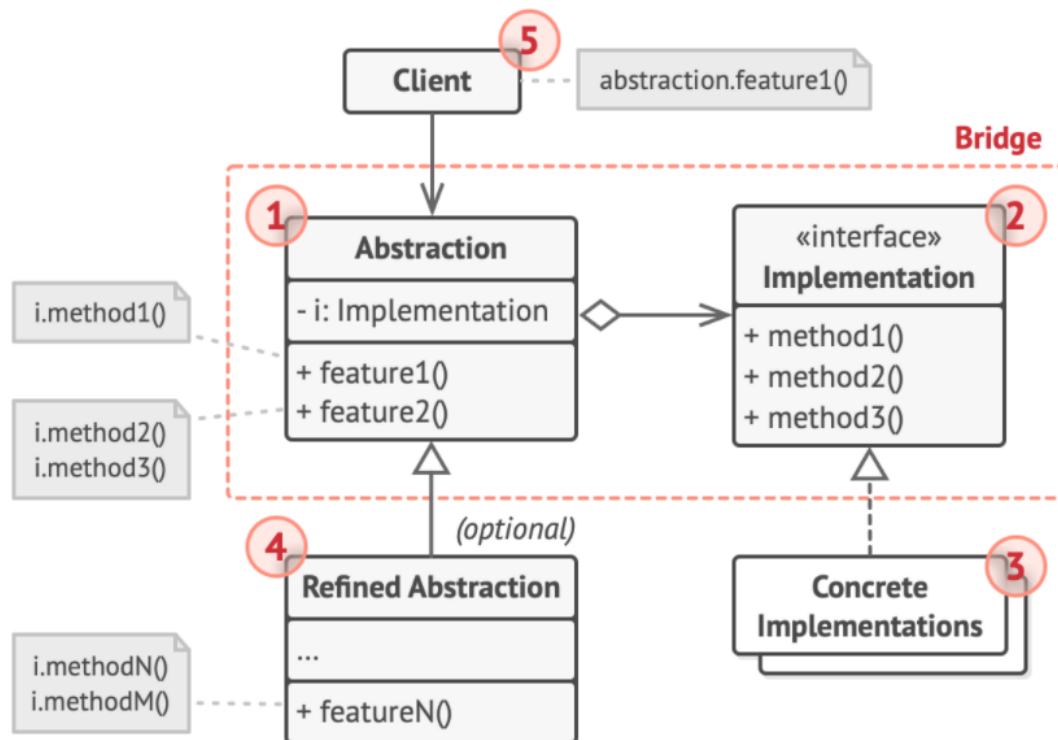 5
Client
abstraction.feature1()
Bridge
1
Abstraction
- i: Implementation
+ feature1()
+ feature2()
i.method1()
i.method2()
i.method3()
2
«interface»
Implementation
+ method1()
+ method2()
+ method3()
(optional)
4
Refined Abstraction
...
+ featureN()
i.methodN()
i.methodM()
3
Concrete
Implementations